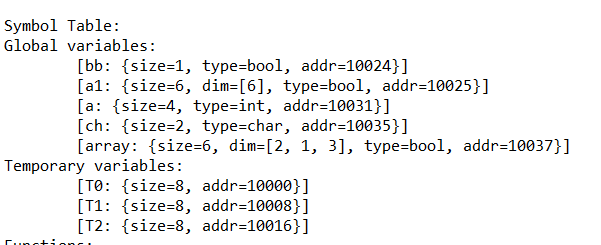 Symbol Table:
Global variables:
[bb: {size=1, type=bool, addr=10024}]
[a1: {size=6, dim=[6], type=bool, addr=10025}]
[a: {size=4, type=int, addr=10031}]
[ch: {size=2, type=char, addr=10035}]
[array: {size=6, dim=[2, 1, 3], type=bool, addr=10037}]
Temporary variables:
[T0: {size=8, addr=10000}]
[T1: {size=8, addr=10008}]
[T2: {size=8, addr=10016}]
Functions: